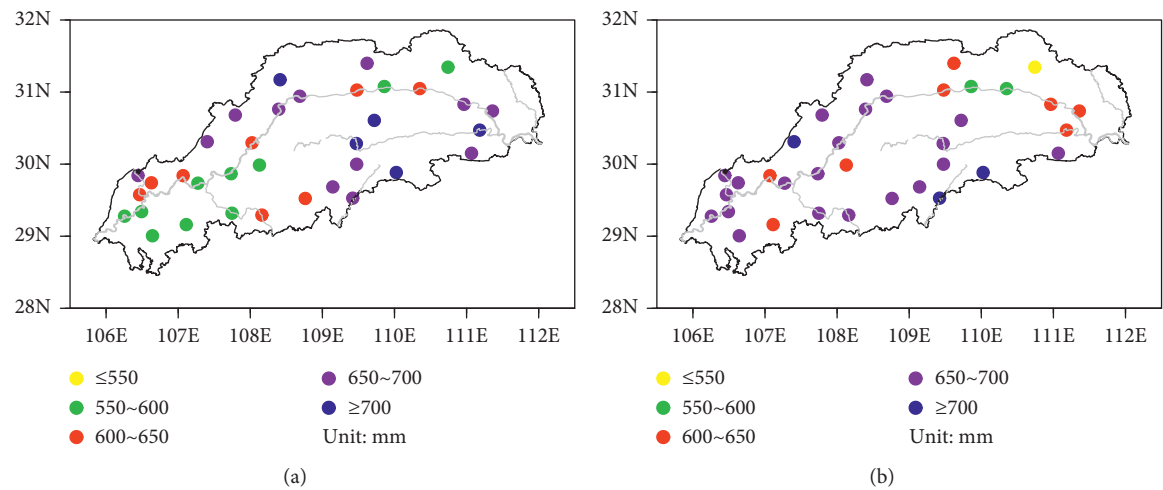 32N
31N
30N
29N
28N
106E 107E 108E 109E 110E 111E 112E
≤550
550~600
600~650
650~700
≥700
Unit: mm
(a)
32N
31N
30N
29N
28N
106E 107E 108E 109E 110E 111E 112E
≤550
550~600
600~650
650~700
≥700
Unit: mm
(b)